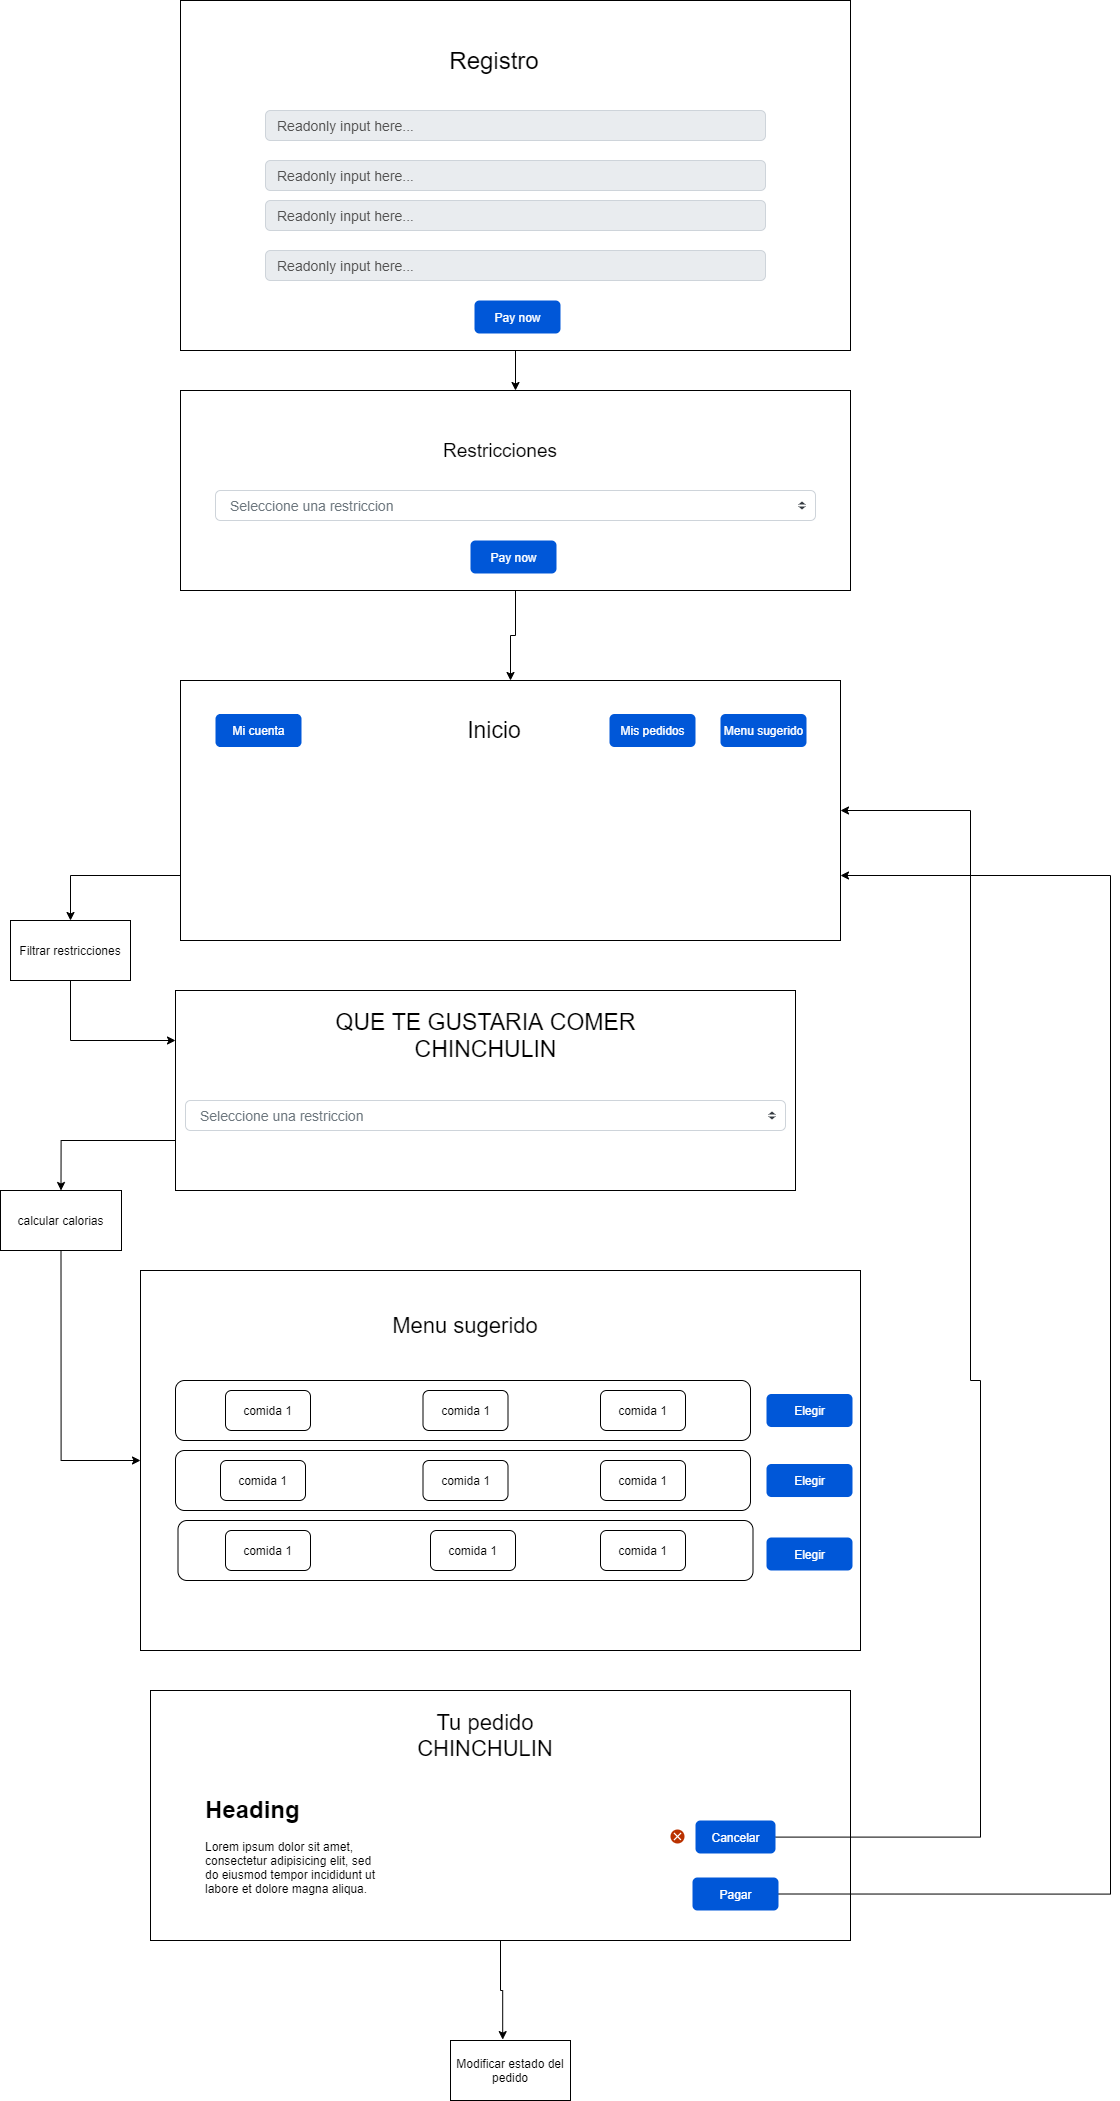 Registro
Readonly input here...
Readonly input here...
Readonly input here...
Readonly input here...
Pay now
Restricciones
Seleccione una restriccion
Pay now
Mi cuenta
Inicio
Mis pedidos
Menu sugerido
Filtrar restricciones
QUE TE GUSTARIA COMER
CHINCHULIN
Seleccione una restriccion
calcular calorias
Menu sugerido
comida 1
comida 1
comida 1
Elegir
comida 1
comida 1
comida 1
Elegir
comida 1
comida 1
comida 1
Elegir
Tu pedido
CHINCHULIN
Heading
Lorem ipsum dolor sit amet,
consectetur adipisicing elit, sed
do eiusmod tempor incididunt ut
labore et dolore magna aliqua.
Cancelar
Pagar
Modificar estado del
pedido